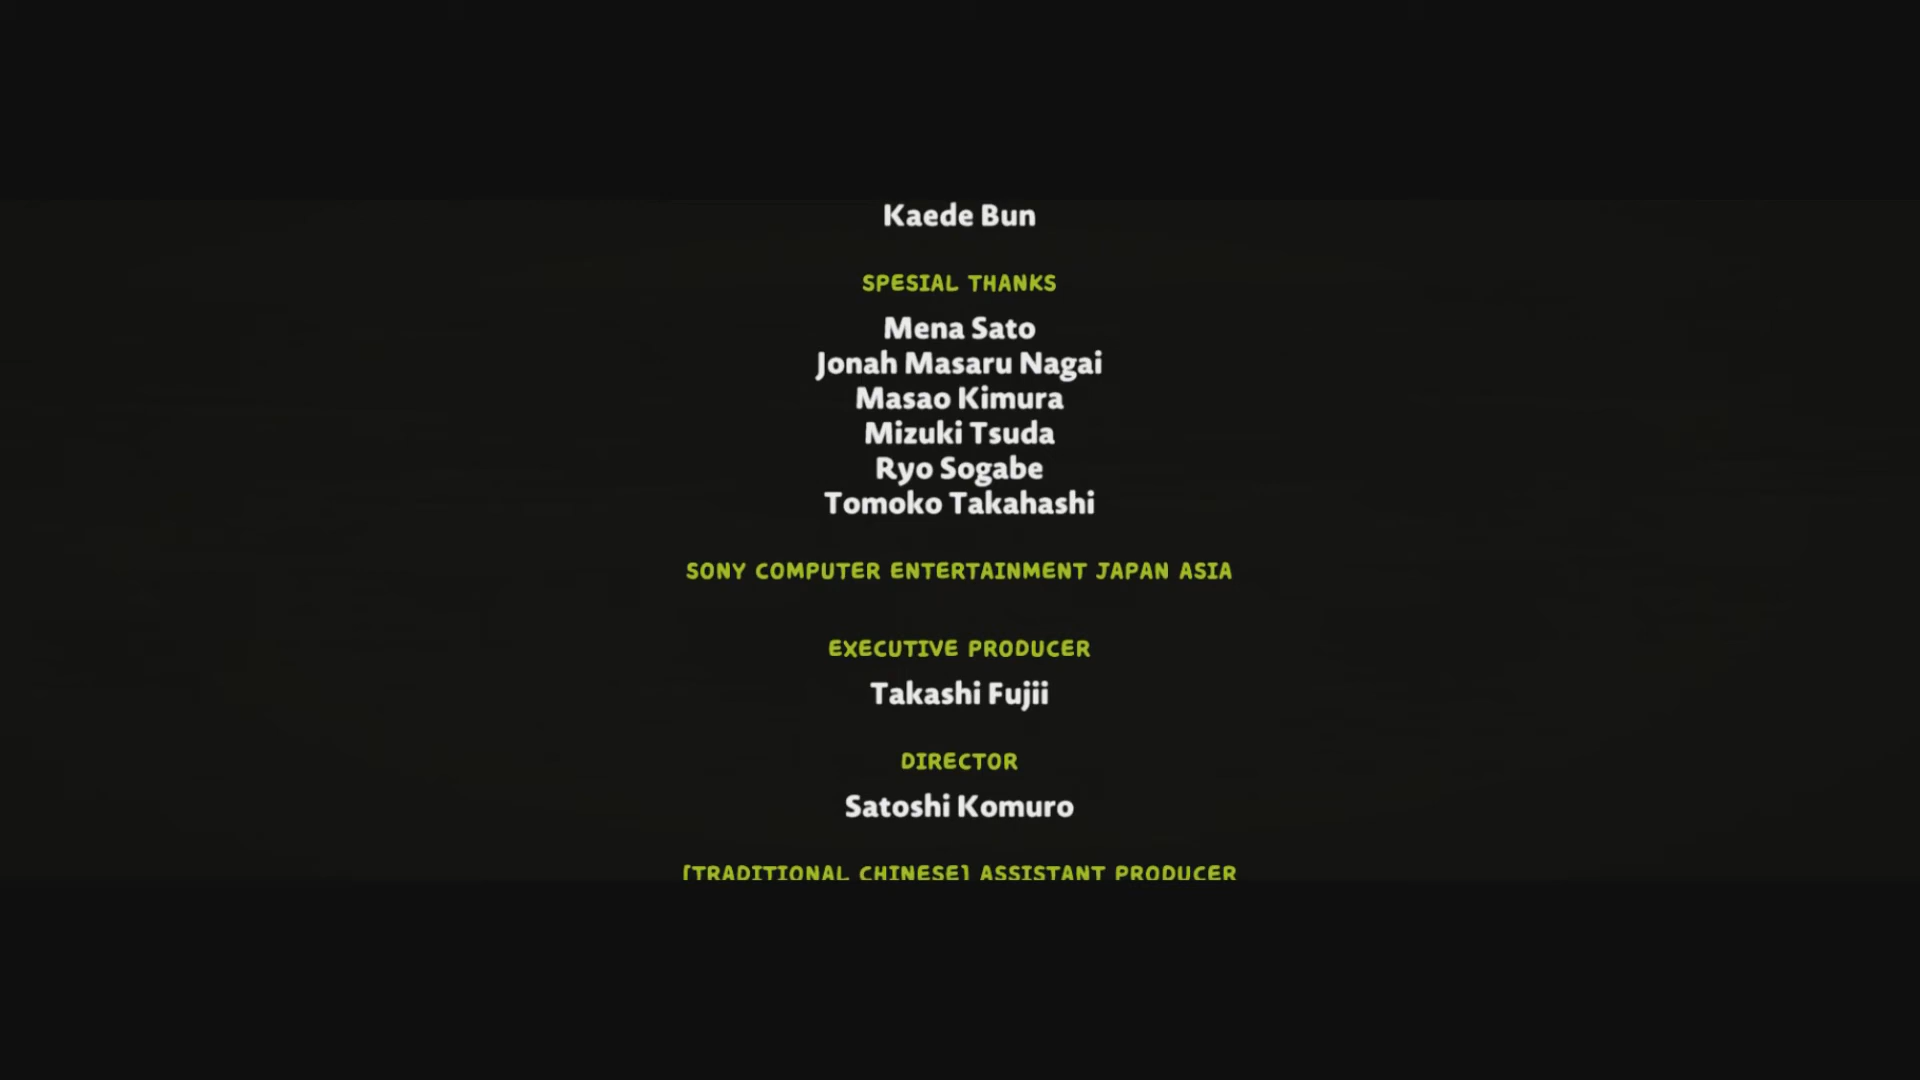 Kaede Bun
SPESIAL THANKS
Mena Sato
Jonah Masaru Nagai
Masao Kimura
Mizuki Tsuda
Ryo Sogabe
Tomoko Takahashi
SONY COMPUTER ENTERTAINMENT JAPAN ASIA
EXECUTIVE PRODUCER
Takashi Fujii
DIRECTOR
Satoshi Komuro
[TRADITIONAL CHINESE] ASSISTANT PRODUCER